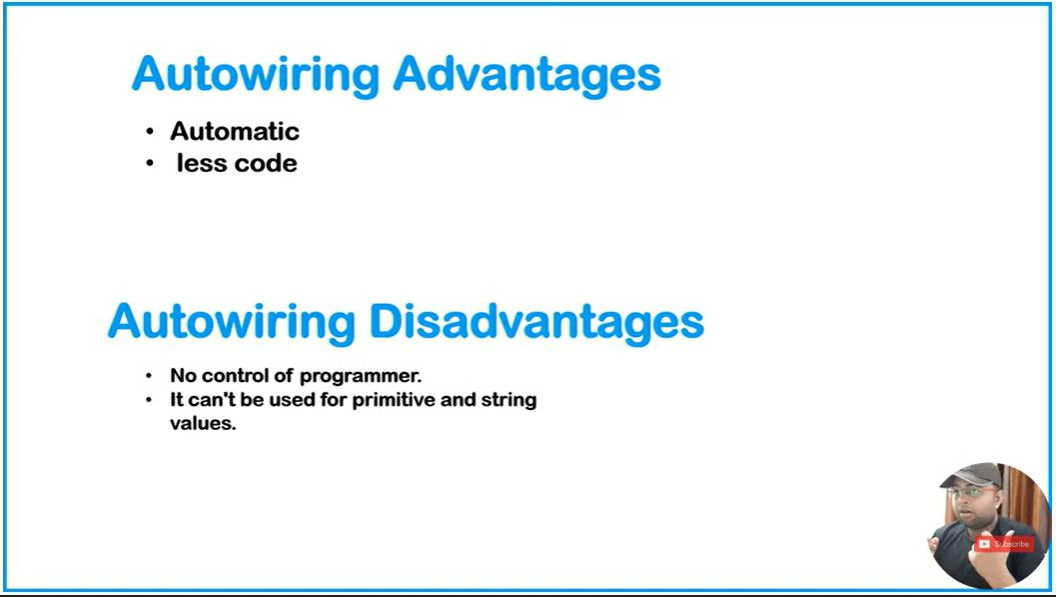 Autowiring Advantages
• Automatic
• less code
Autowiring Disadvantages
• No control of programmer.
• It can't be used for primitive and string
values.
Subscribe